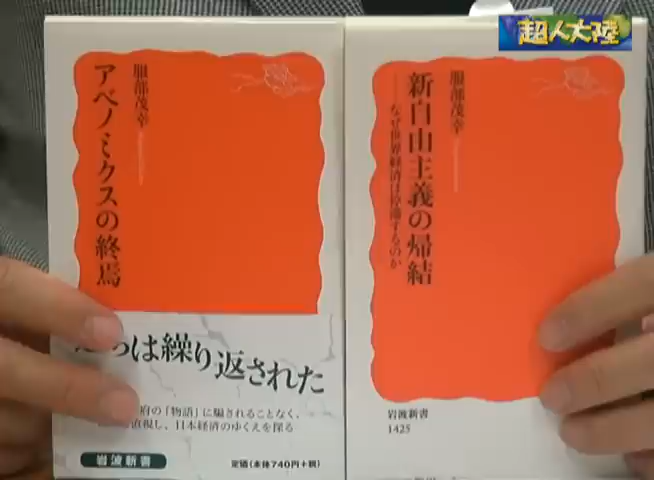 超人大陸
服部茂幸
アベノミクスの終焉
ちは繰り返された
府の「物語」に騙されることなく、
直視し、日本経済のゆくえを探る
岩波新書
定価(本体740円+税)
服部茂幸
新自由主義の帰結
なぜ世界経済は停滞するのか
岩波新書
1425